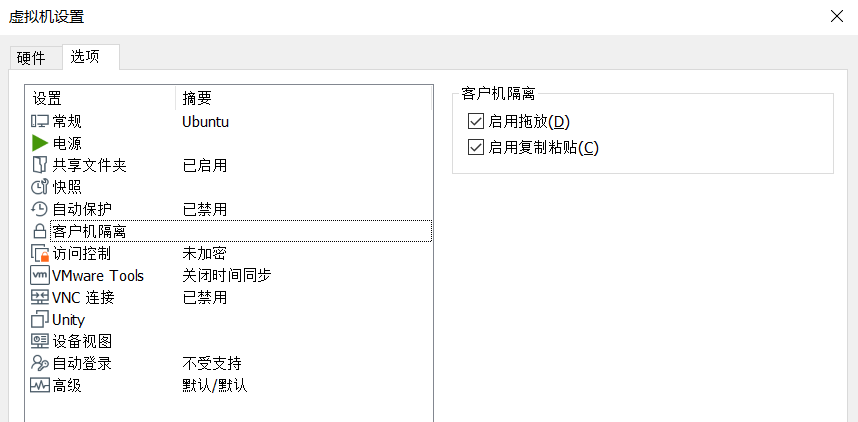 虚拟机设置
硬件 选项
设置 摘要
常规 Ubuntu
电源
共享文件夹 已启用
快照
自动保护 已禁用
客户机隔离
访问控制 未加密
vm VMware Tools 关闭时间同步
VNC 连接 已禁用
Unity
设备视图
自动登录 不受支持
高级 默认/默认
客户机隔离
启用拖放(D)
启用复制粘贴(C)